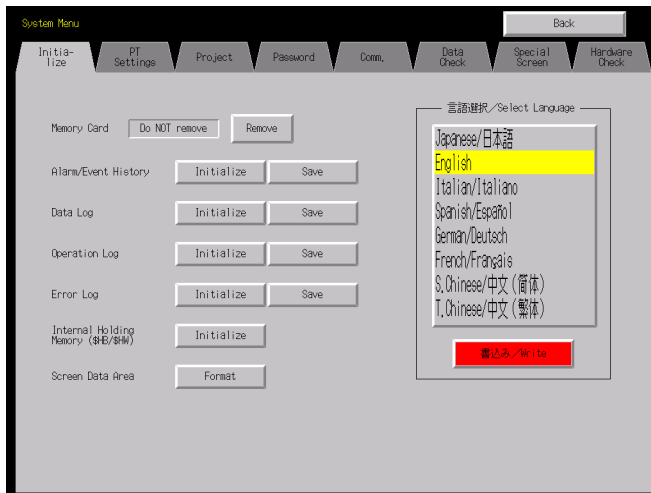 System Menu
Back
Initia-
lize
PT
Settings
Project
Password
Comm.
Data
Check
Special
Screen
Hardware
Check
言語選択／Select Language
Memory Card
Do NOT remove
Remove
Alarm/Event History
Initialize
Save
Data Log
Initialize
Save
Operation Log
Initialize
Save
Error Log
Initialize
Save
Internal Holding
Memory ($HB/$HW)
Initialize
Screen Data Area
Format
Japanese/日本語
English
Italian/Italiano
Spanish/Español
German/Deutsch
French/Français
S.Chinese/中文（简体）
T.Chinese/中文（繁体）
書込み／Write